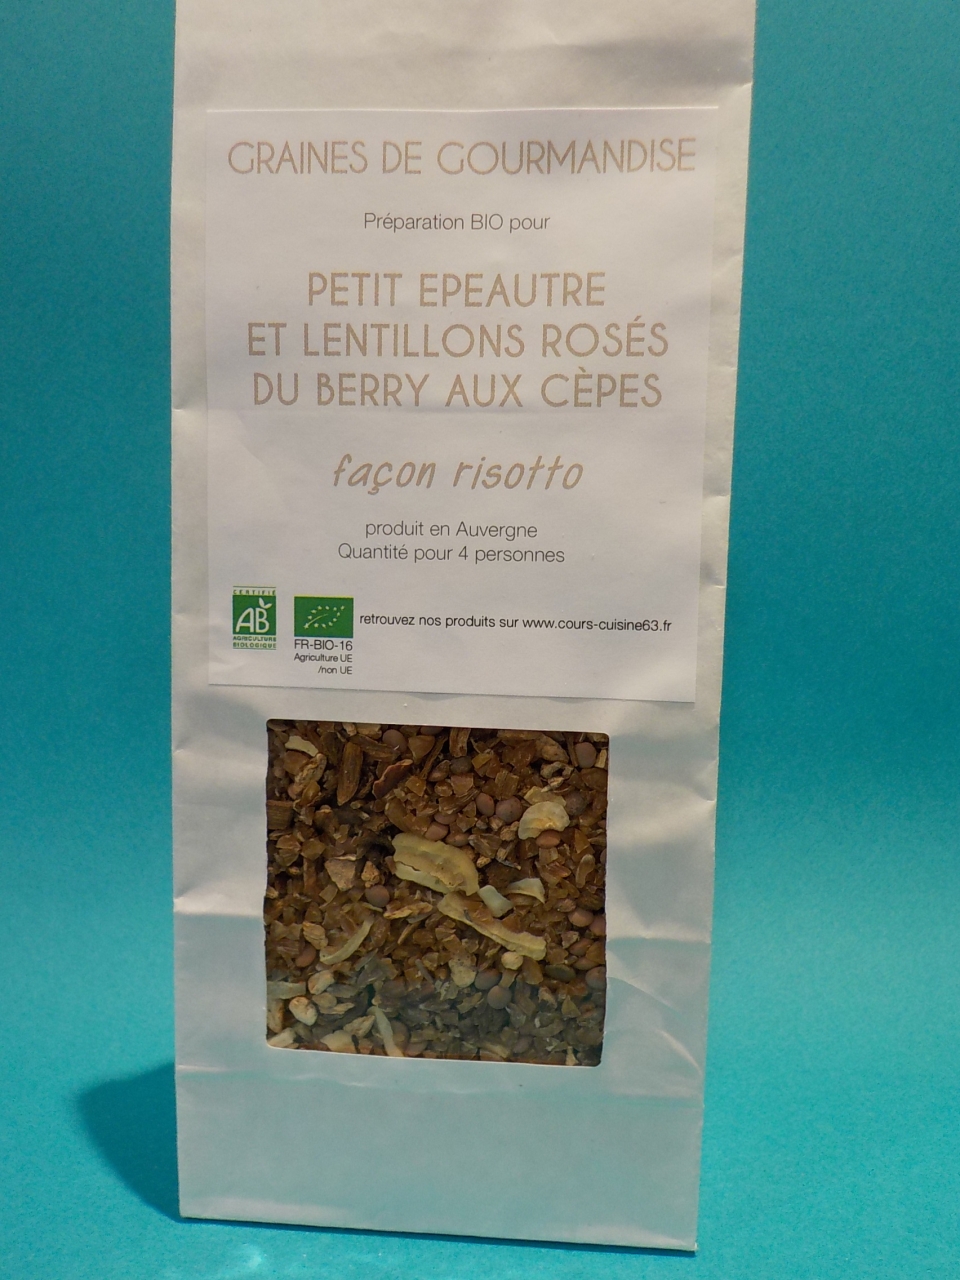 GRAINES DE GOURMANDISE
Préparation BIO pour
PETIT EPEAUTRE
ET LENTILLONS ROSÉS
DU BERRY AUX CÈPES
façon risotto
produit en Auvergne
Quantité pour 4 personnes
CERTIFIÉ
AB
AGRICULTURE
BIOLOGIQUE
FR-BIO-16
Agriculture UE
/non UE
retrouvez nos produits sur www.cours-cuisine63.fr